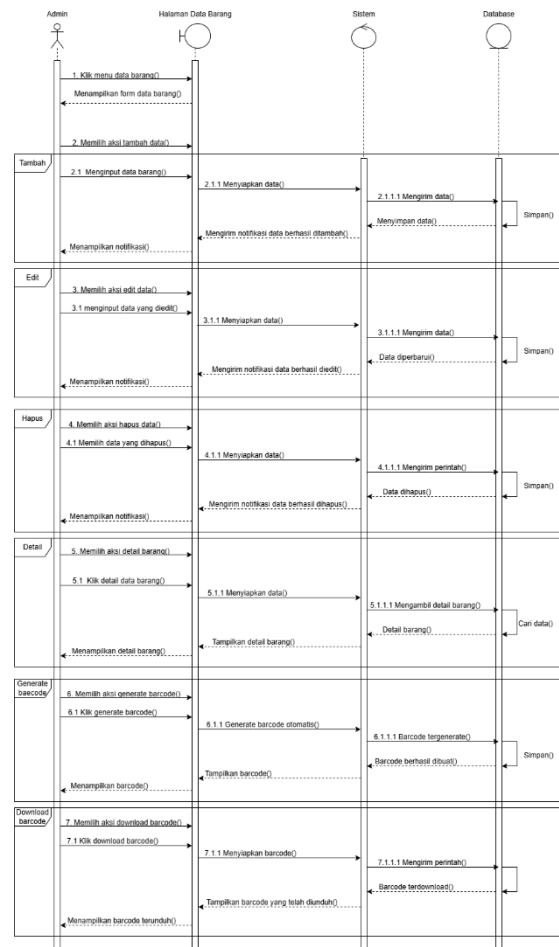 Admin
Halaman Data Barang
Sistem
Database
1. Klik menu data barang()
Menampilkan form data barang()
2. Memilih aksi tambah data()
Tambah
2.1 Menginput data barang()
2.1.1 Menyiapkan data()
2.1.1.1 Mengirim data()
Simpan()
Menyimpan data()
Mengirim notifikasi data berhasil ditambah()
Menampilkan notifikasi()
Edit
3. Memilih aksi edit data()
3.1 menginput data yang diedit()
3.1.1 Menyiapkan data()
3.1.1.1 Mengirim data()
Simpan()
Data diperbarui()
Mengirim notifikasi data berhasil diedit()
Menampilkan notifikasi()
Hapus
4. Memilih aksi hapus data()
4.1 Memilih data yang dihapus()
4.1.1 Menyiapkan data()
4.1.1.1 Mengirim perintah()
Simpan()
Data dihapus()
Mengirim notifikasi data berhasil dihapus()
Menampilkan notifikasi()
Detail
5. Memilih aksi detail barang()
5.1 Klik detail data barang()
5.1.1 Menyiapkan data()
5.1.1.1 Mengambil detail barang()
Cari data()
Detail barang()
Tampilkan detail barang()
Menampilkan detail barang()
Generate
baecode
6. Memilih aksi generate barcode()
6.1 Klik generate barcode()
6.1.1 Generate barcode otomatis()
6.1.1.1 Barcode tergenerate()
Simpan()
Barcode berhasil dibuat()
Tampilkan barcode()
Menampilkan barcode()
Download
barcode
7. Memilih aksi download barcode()
7.1 Klik download barcode()
7.1.1 Menyiapkan barcode()
7.1.1.1 Mengirim perintah()
Barcode terdownload()
Tampilkan barcode yang telah diunduh()
Menampilkan barcode terunduh()